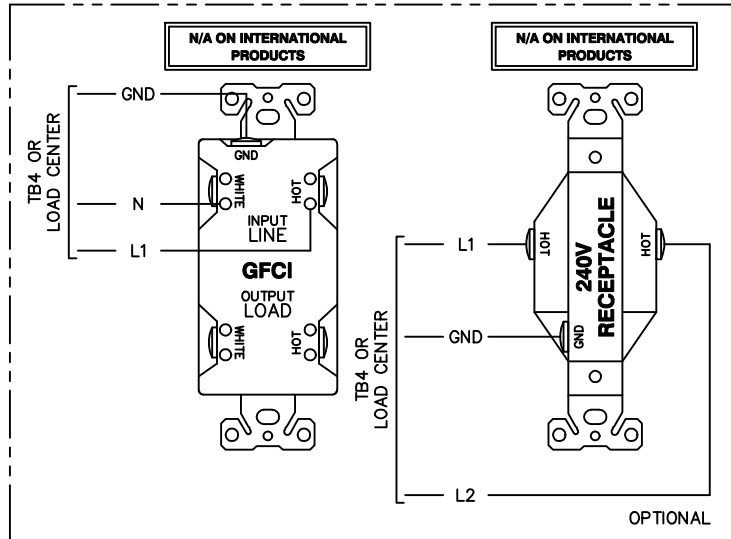 N/A ON INTERNATIONAL
PRODUCTS
GND
N
L1
TB4 OR
LOAD CENTER
GND
WHITE
HOT
INPUT
LINE
GFCI
OUTPUT
LOAD
WHITE
HOT
N/A ON INTERNATIONAL
PRODUCTS
L1
GND
L2
TB4 OR
LOAD CENTER
HOT
240V
RECEPTACLE
HOT
GND
OPTIONAL